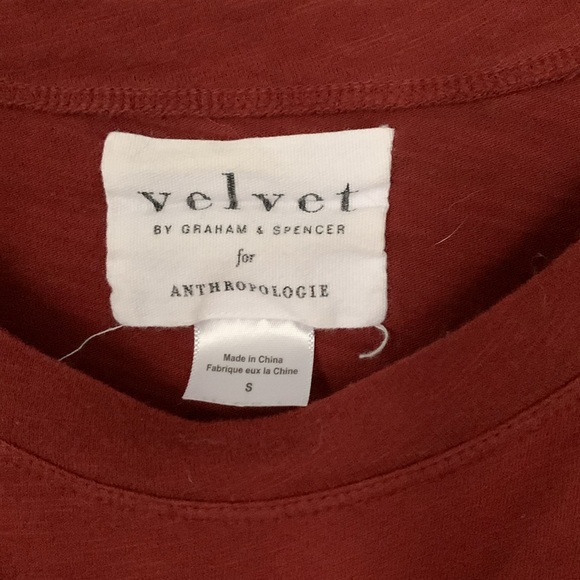 velvet
BY GRAHAM & SPENCER
for
ANTHROPOLOGIE
Made in China
Fabrique eux la Chine
S